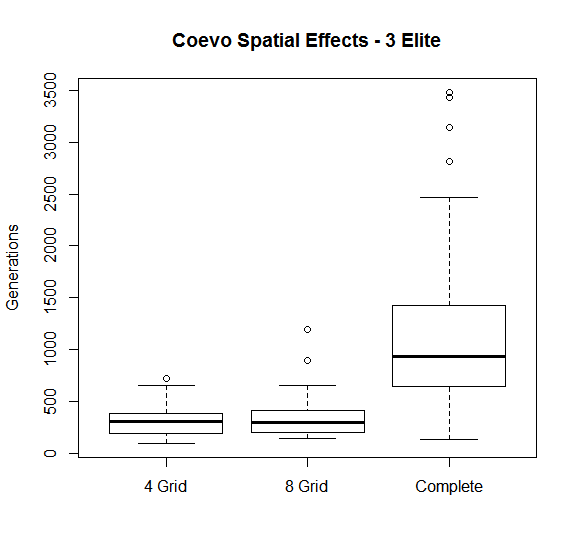 Coevo Spatial Effects - 3 Elite
Generations
3500
3000
2500
2000
1500
1000
500
0
4 Grid
8 Grid
Complete